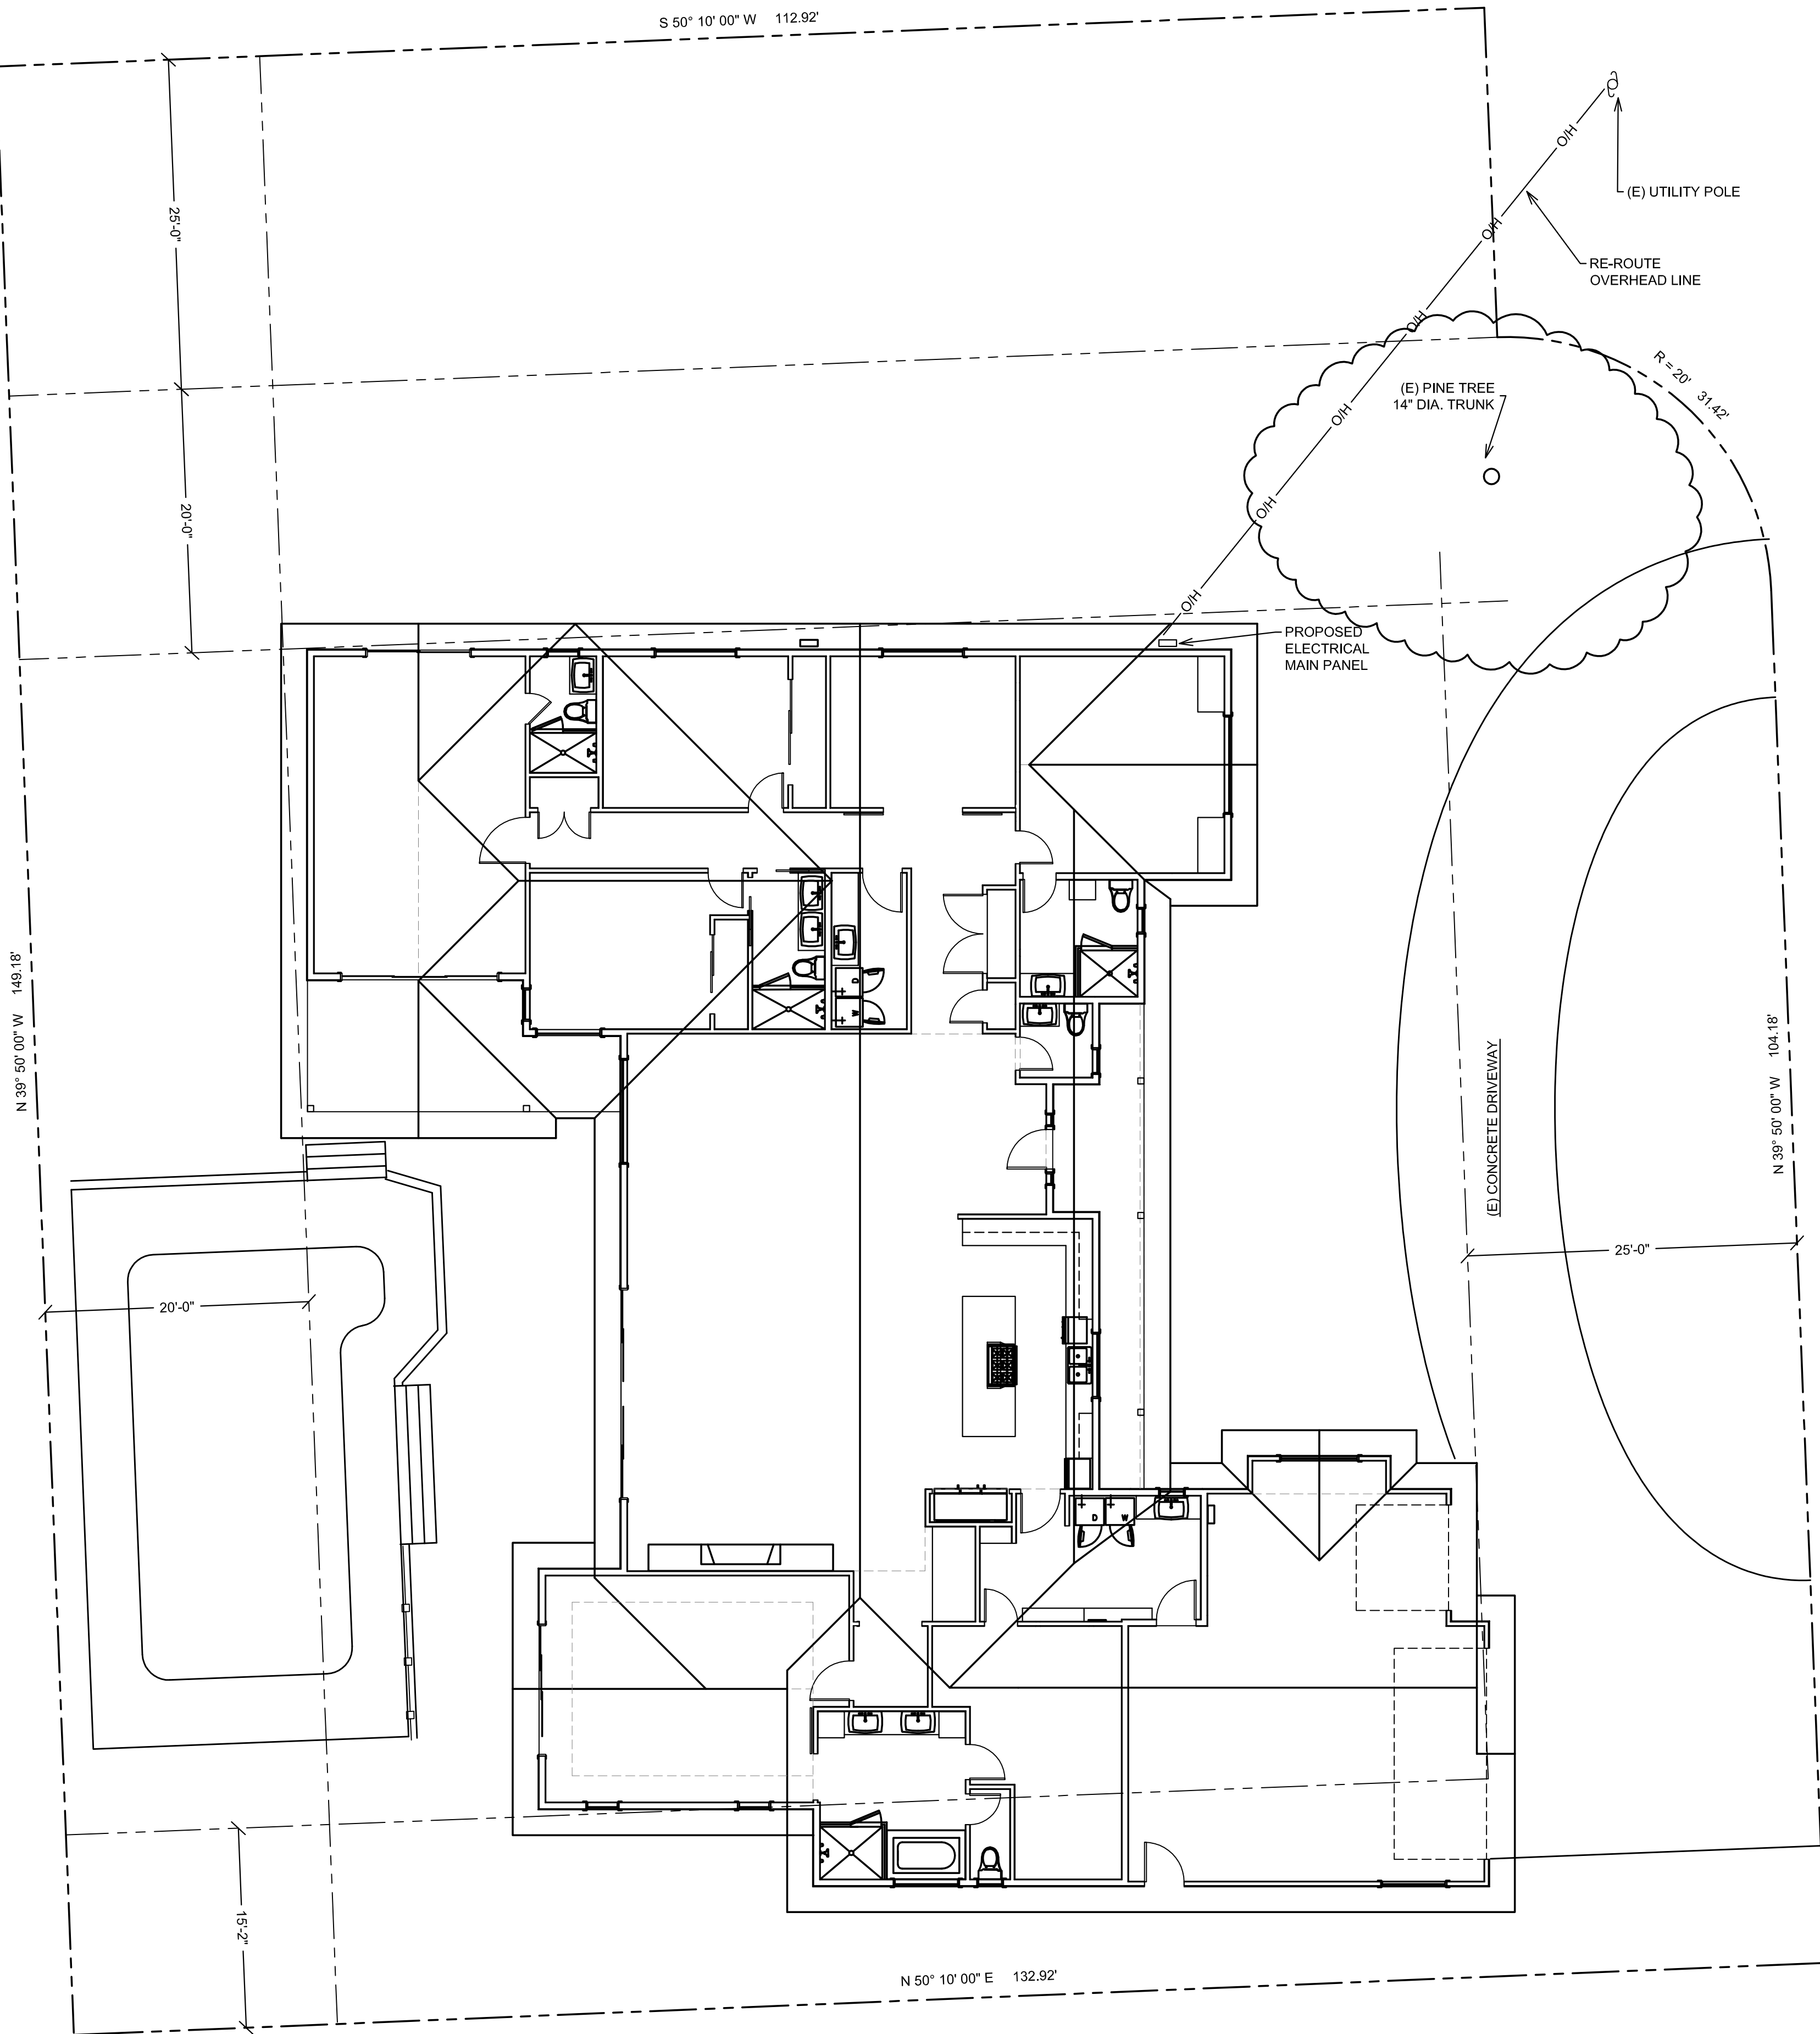 S 50° 10' 00" W 112.92'
25'-0"
20'-0"
O/H
O/H
O/H
O/H
O/H
O/H
(E) UTILITY POLE
RE-ROUTE
OVERHEAD LINE
R = 20' 31.42'
(E) PINE TREE
14" DIA. TRUNK
PROPOSED
ELECTRICAL
MAIN PANEL
N 39° 50' 00" W 149.18'
D
W
(E) CONCRETE DRIVEWAY
N 39° 50' 00" W 104.18'
25'-0"
20'-0"
D
W
15'-2"
N 50° 10' 00" E 132.92'